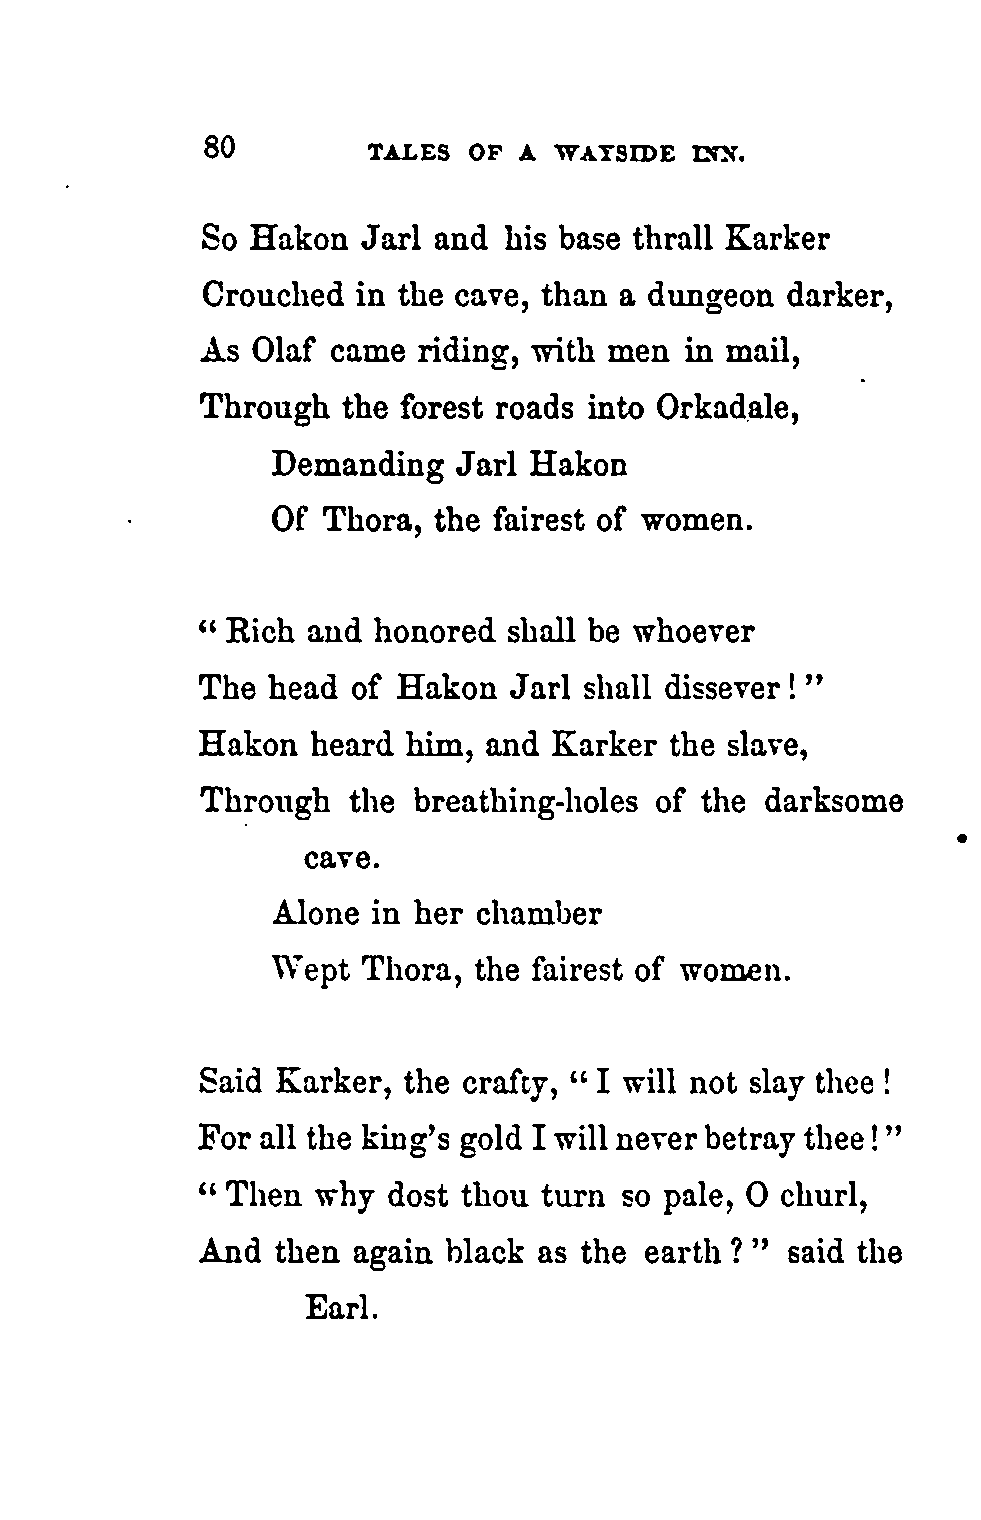 80 TALES OF A WAYSIDE INN.
So Hakon Jarl and his base thrall Karker
Crouched in the cave, than a dungeon darker,
As Olaf came riding, with men in mail,
Through the forest roads into Orkadale,
Demanding Jarl Hakon
Of Thora, the fairest of women.
“ Rich and honored shall be whoever
The head of Hakon Jarl shall dissever ! ”
Hakon heard him, and Karker the slave,
Through the breathing-holes of the darksome
cave.
Alone in her chamber
Wept Thora, the fairest of women.
Said Karker, the crafty, “ I will not slay thee !
For all the king’s gold I will never betray thee ! ”
“ Then why dost thou turn so pale, O churl,
And then again black as the earth ? ” said the
Earl.